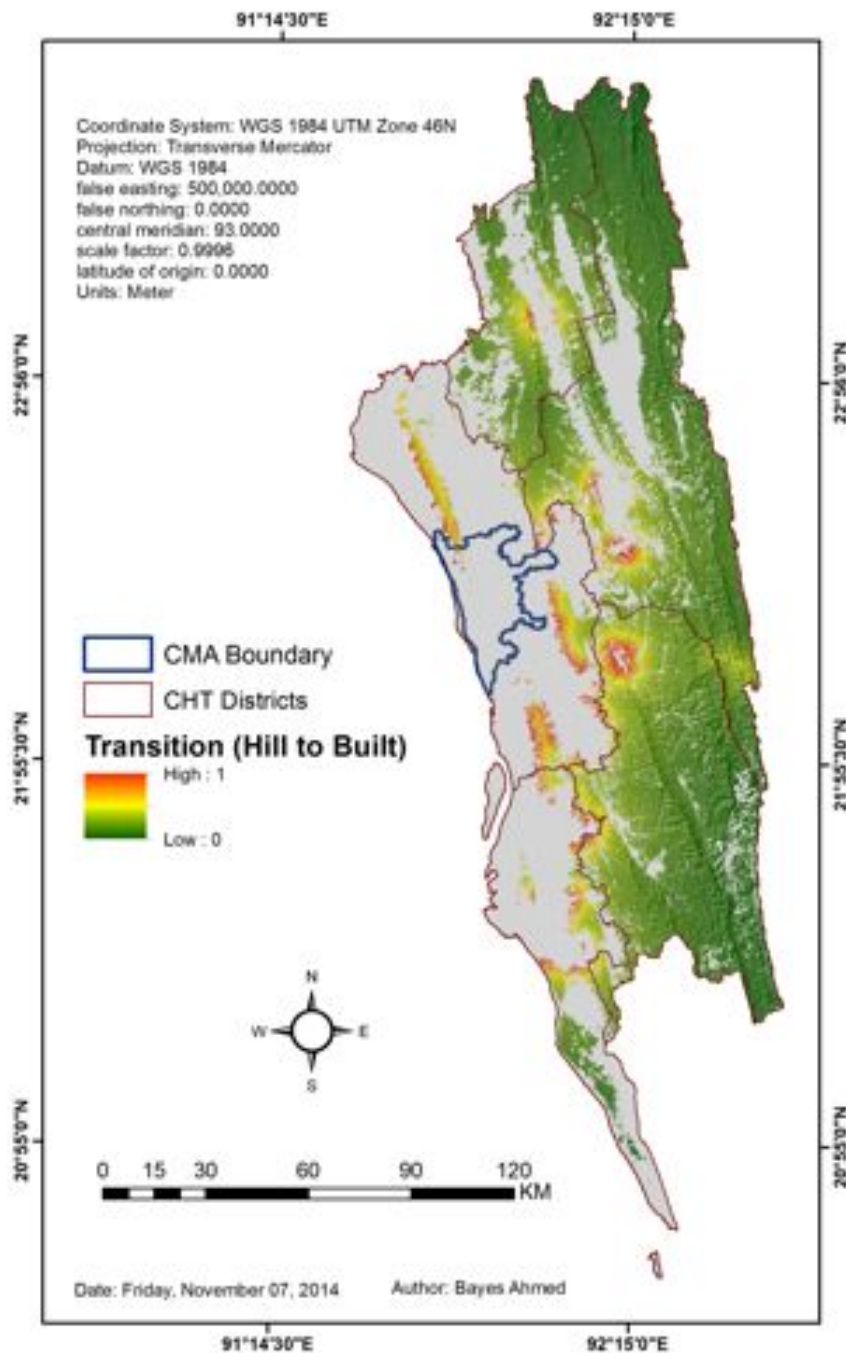 91°14'30"E 92°15'0"E
Coordinate System: WGS 1984 UTM Zone 46N
Projection: Transverse Mercator
Datum: WGS 1984
false easting: 500,000.0000
false northing: 0.0000
central meridian: 93.0000
scale factor: 0.9996
latitude of origin: 0.0000
Units: Meter
22°56'0"N 22°56'0"N
CMA Boundary
CHT Districts
Transition (Hill to Built)
High : 1
Low : 0
21°55'30"N 21°55'30"N
N
W E
S
20°55'0"N 20°55'0"N
0 15 30 60 90 120
KM
Date: Friday, November 07, 2014 Author: Bayes Ahmed
91°14'30"E 92°15'0"E